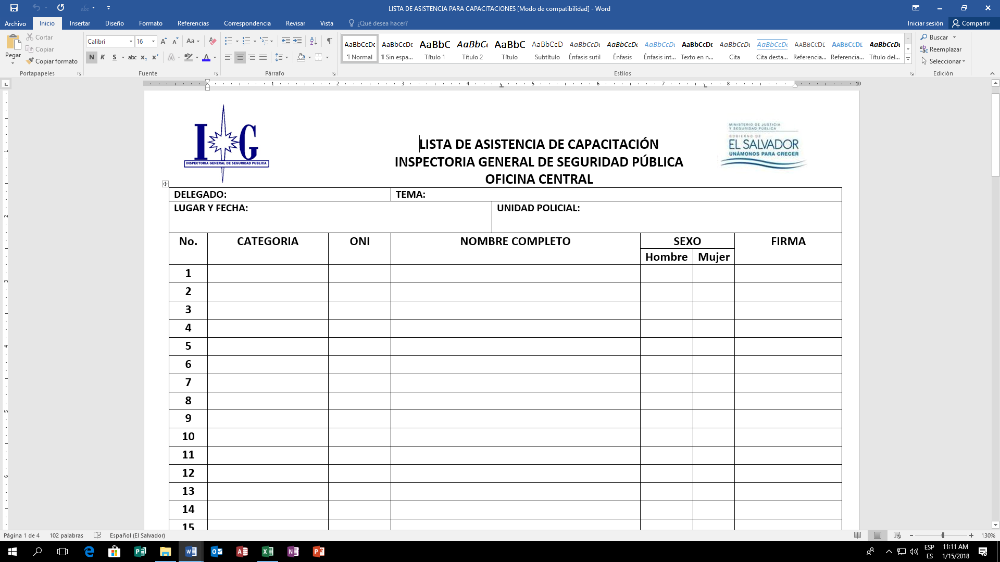 LISTA DE ASISTENCIA PARA CAPACITACIONES [Modo de compatibilidad] - Word
Archivo Inicio Insertar Diseño Formato Referencias Correspondencia Revisar Vista ¿Qué desea hacer? Iniciar sesión Compartir
Pegar
Cortar
Copiar
Copiar formato
Portapapeles
Calibri 16
N K S abc x₂ x²
Fuente
Párrafo
AaBbCcDc AaBbCcDc AaBbC AaBbC AaBbC AaBbCcD AaBbCcDc AaBbCcDc AaBbCcDc AaBbCcDc AaBbCcDc AaBbCcDc AABBCCDD AABBCCDD AaBbCcDc
¶ Normal ¶ Sin espa... Título 1 Título 2 Título Subtítulo Énfasis sutil Énfasis Énfasis int... Texto en n... Cita Cita desta... Referencia... Referencia... Título del...
Estilos
Buscar
Reemplazar
Seleccionar
Edición
1 2 3 4 5 6 7 8 10
IG
INSPECTORIA GENERAL DE SEGURIDAD PUBLICA
LISTA DE ASISTENCIA DE CAPACITACIÓN
INSPECTORIA GENERAL DE SEGURIDAD PÚBLICA
OFICINA CENTRAL
MINISTERIO DE JUSTICIA
Y SEGURIDAD PÚBLICA
GOBIERNO DE
EL SALVADOR
UNÁMONOS PARA CRECER
DELEGADO: TEMA:
LUGAR Y FECHA: UNIDAD POLICIAL:
No. CATEGORIA ONI NOMBRE COMPLETO SEXO FIRMA
Hombre Mujer
1
2
3
4
5
6
7
8
9
10
11
12
13
14
15
Página 1 de 4 102 palabras Español (El Salvador) 130%
ESP 11:11 AM
ES 1/15/2018